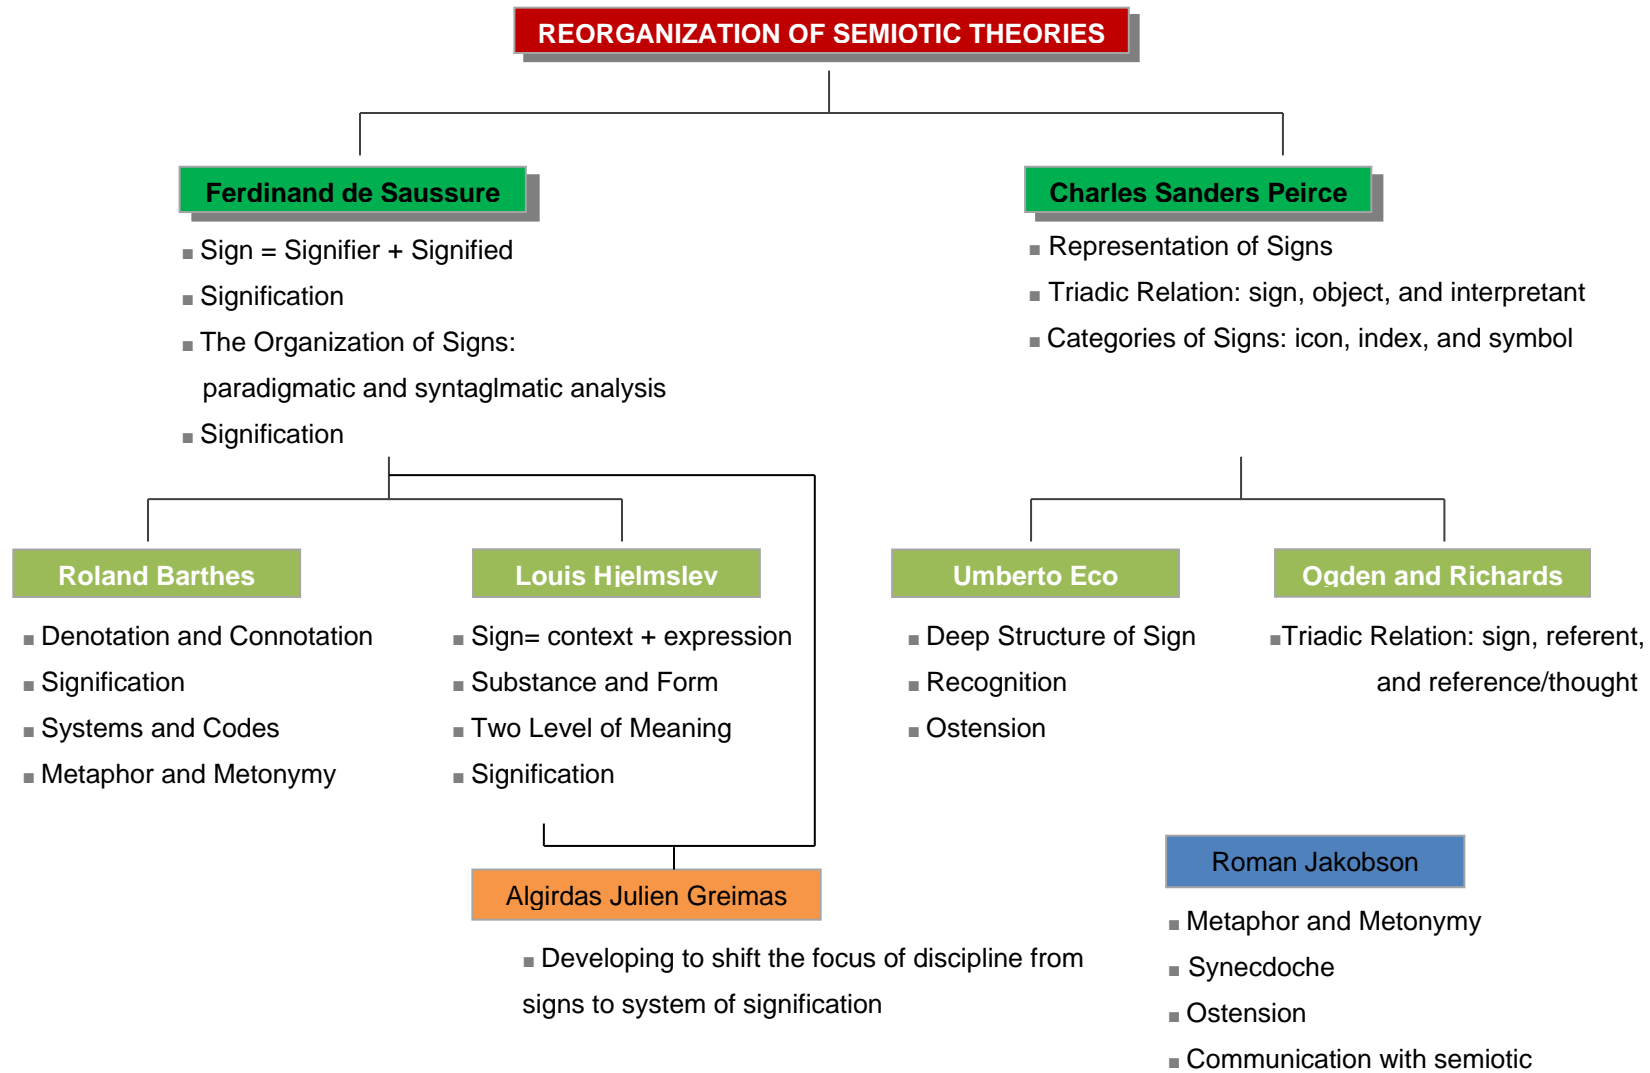 REORGANIZATION OF SEMIOTIC THEORIES
Ferdinand de Saussure
■ Sign = Signifier + Signified
■ Signification
■ The Organization of Signs:
paradigmatic and syntaglmatic analysis
■ Signification
Charles Sanders Peirce
■ Representation of Signs
■ Triadic Relation: sign, object, and interpretant
■ Categories of Signs: icon, index, and symbol
Roland Barthes
■ Denotation and Connotation
■ Signification
■ Systems and Codes
■ Metaphor and Metonymy
Louis Hjelmslev
■ Sign= context + expression
■ Substance and Form
■ Two Level of Meaning
■ Signification
Umberto Eco
■ Deep Structure of Sign
■ Recognition
■ Ostension
Ogden and Richards
■Triadic Relation: sign, referent,
and reference/thought
Algirdas Julien Greimas
■ Developing to shift the focus of discipline from
signs to system of signification
Roman Jakobson
■ Metaphor and Metonymy
■ Synecdoche
■ Ostension
■ Communication with semiotic